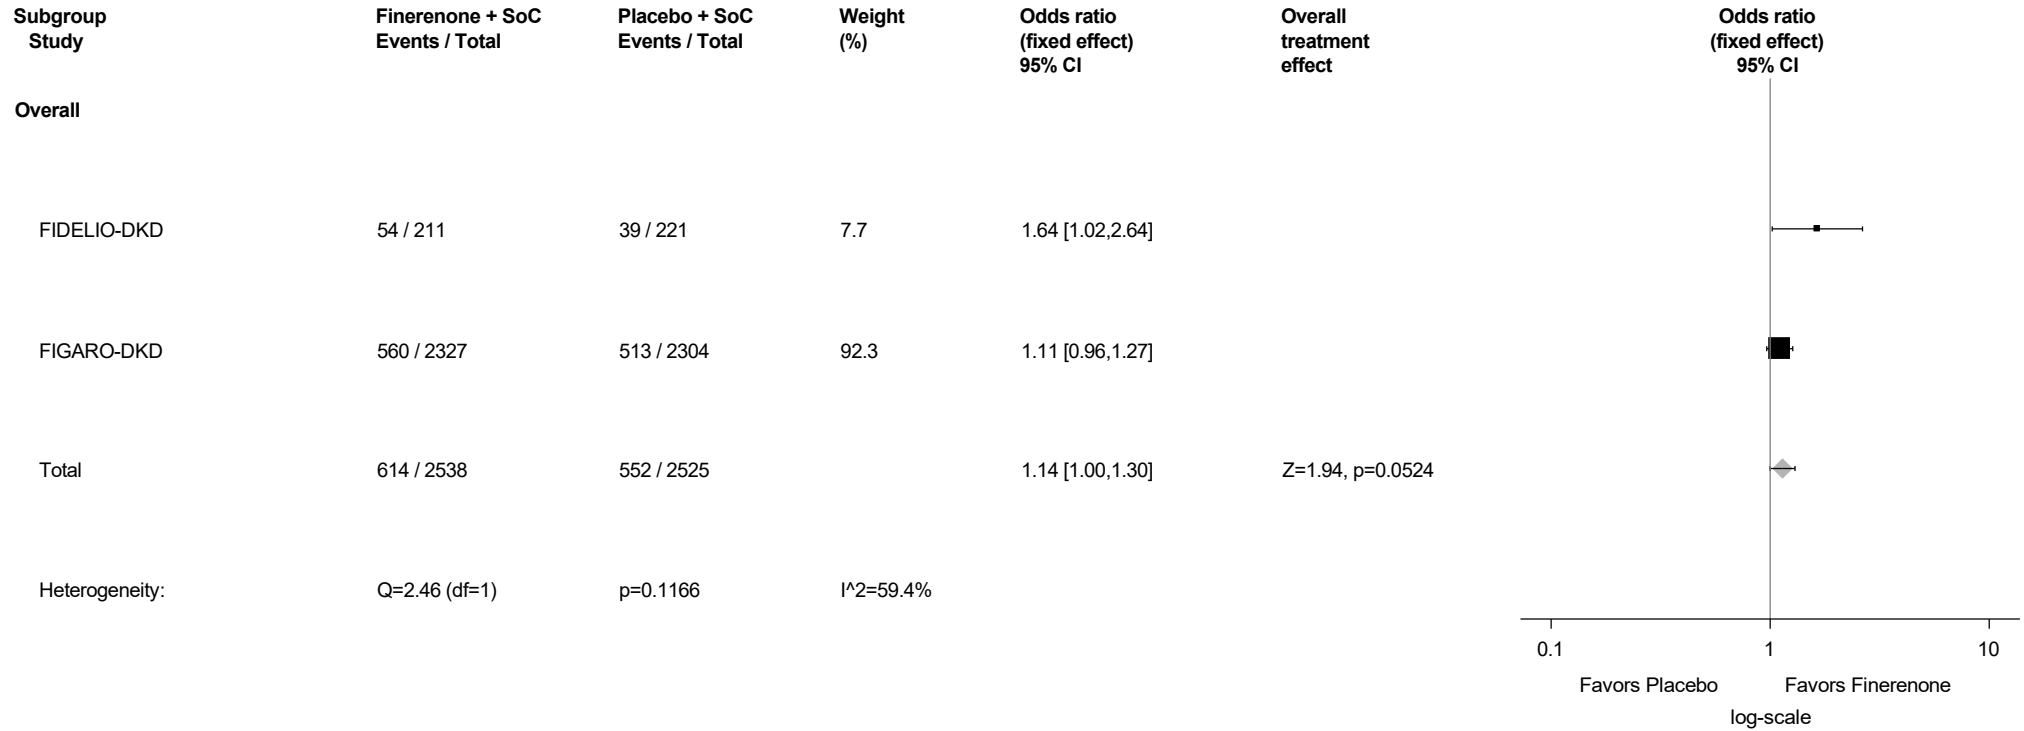 Subgroup Finerenone + SoC Placebo + SoC Weight Odds ratio Overall Odds ratio
Study Events / Total Events / Total (%) (fixed effect) treatment (fixed effect)
95% CI effect 95% CI
Overall
FIDELIO-DKD 54 / 211 39 / 221 7.7 1.64 [1.02,2.64]
FIGARO-DKD 560 / 2327 513 / 2304 92.3 1.11 [0.96,1.27]
Total 614 / 2538 552 / 2525 1.14 [1.00,1.30] Z=1.94, p=0.0524
Heterogeneity: Q=2.46 (df=1) p=0.1166 I^2=59.4%
0.1 1 10
Favors Placebo Favors Finerenone
log-scale